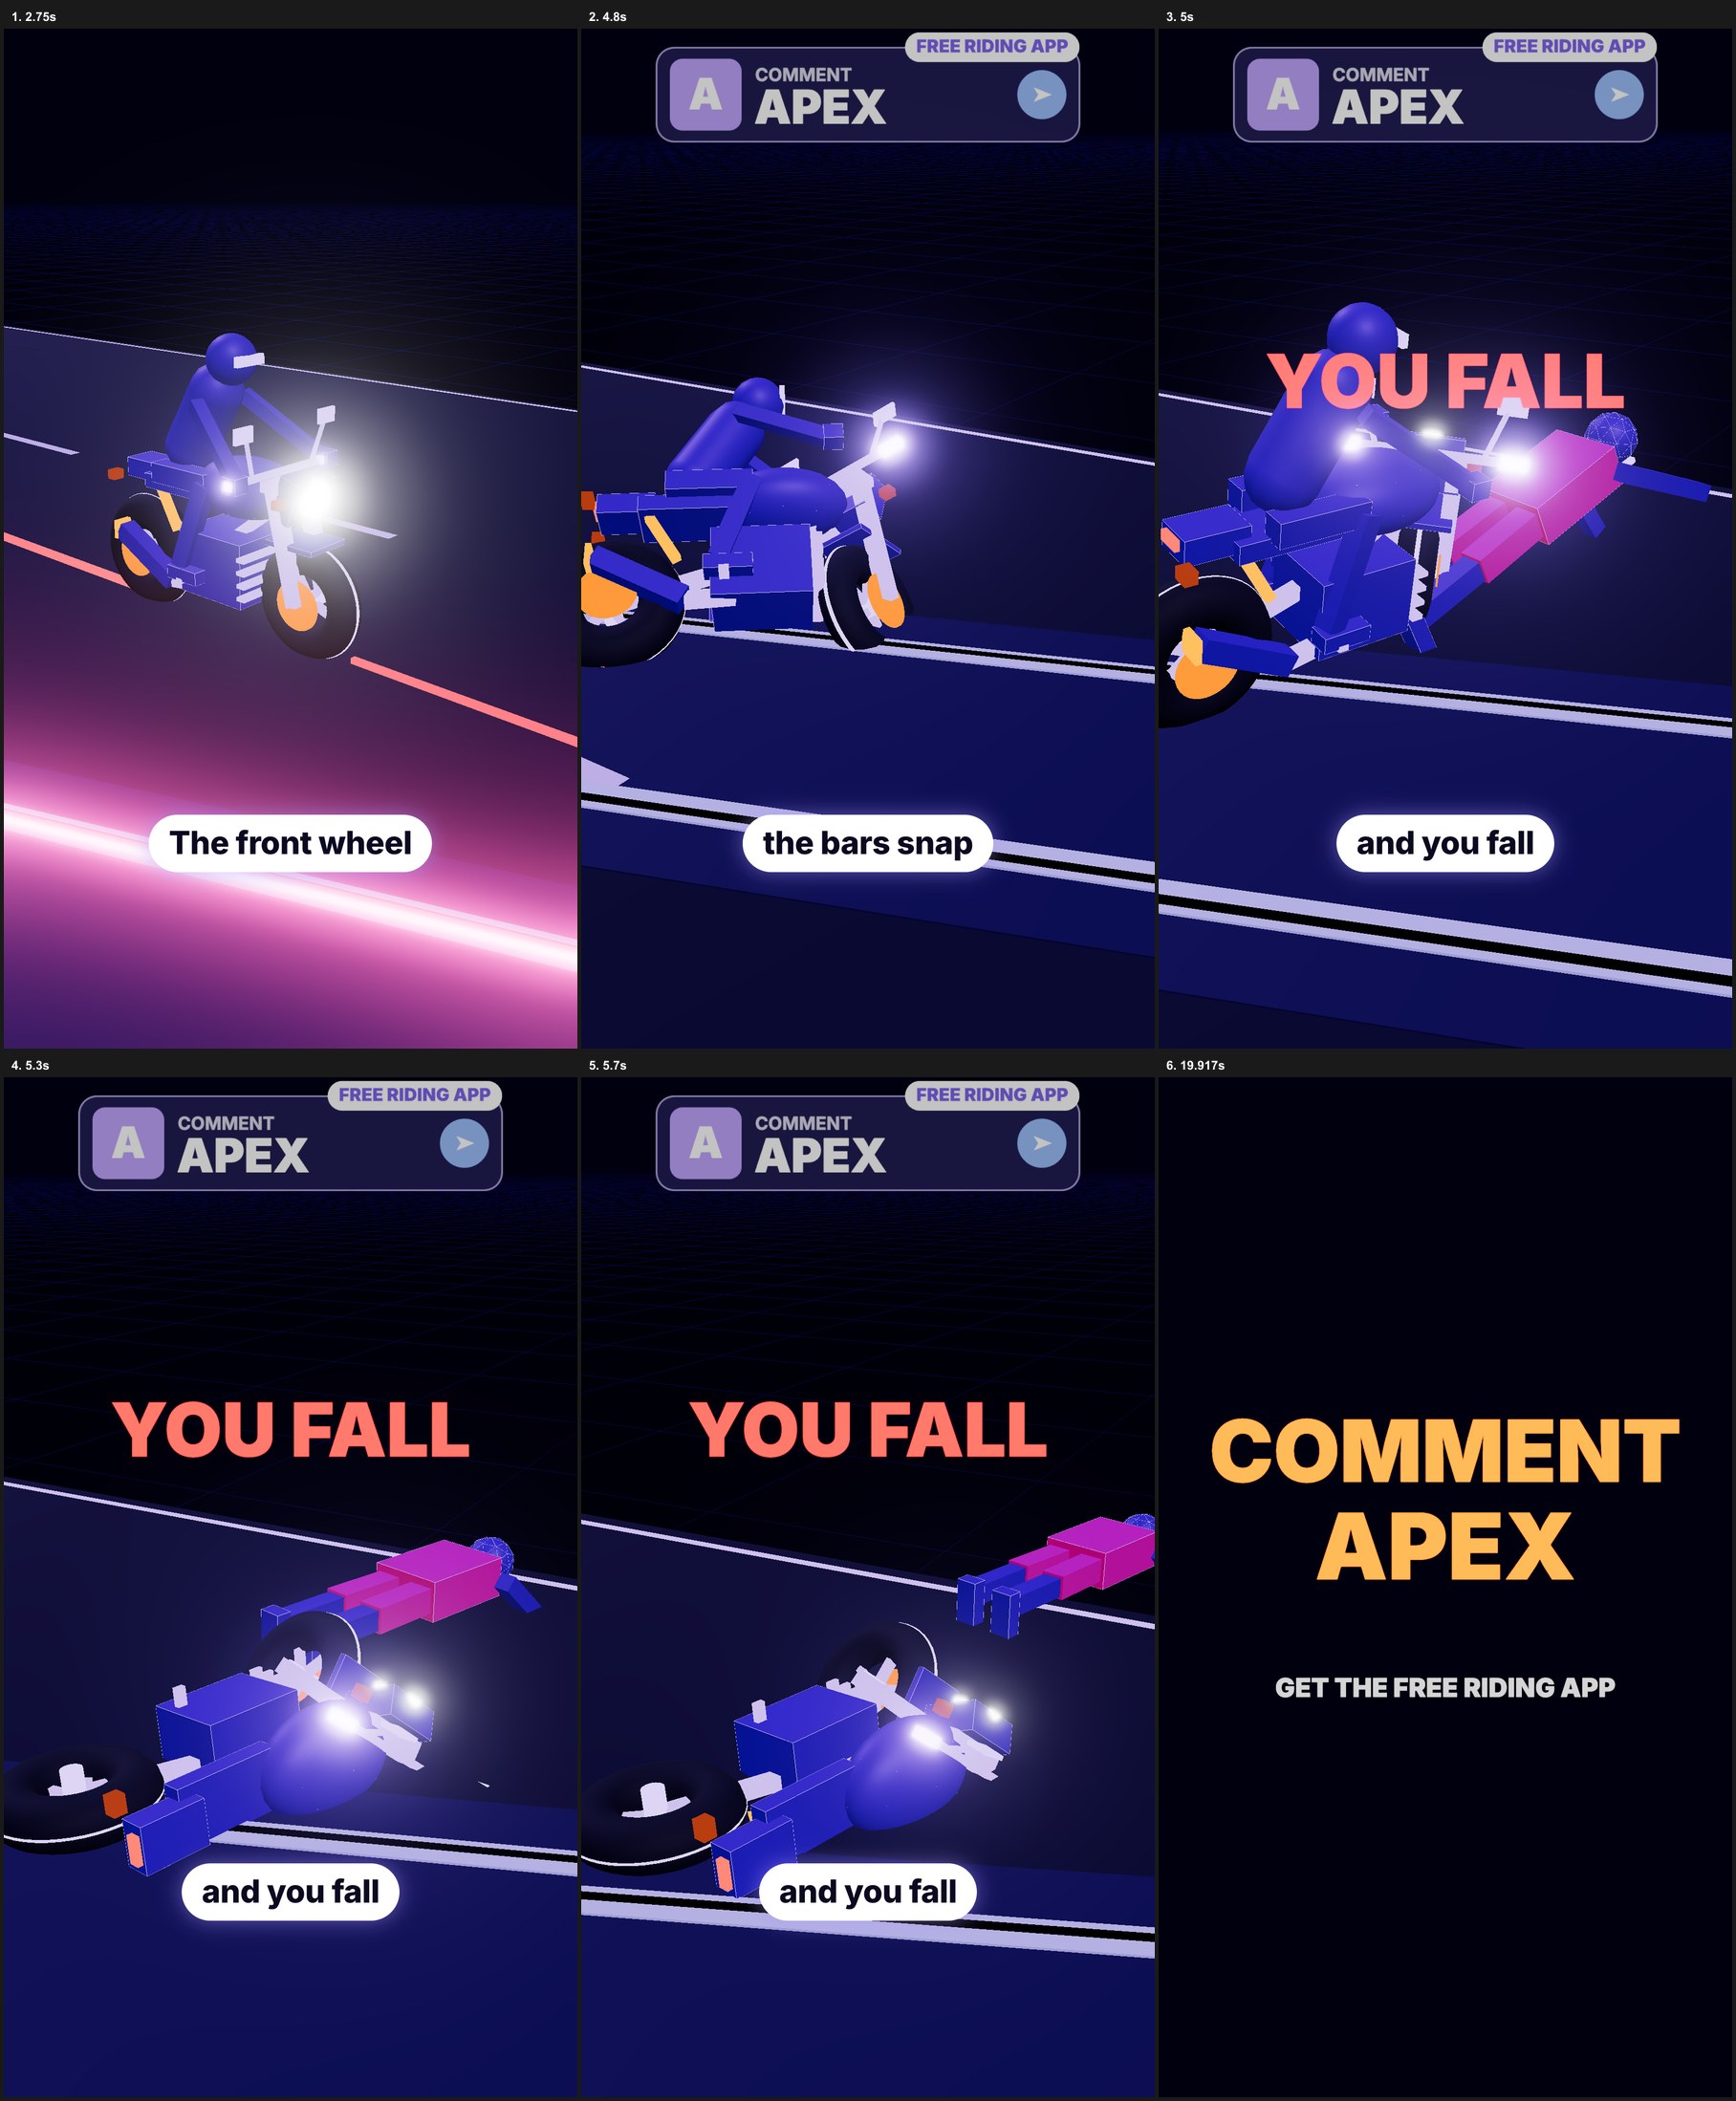 1. 2.75s
The front wheel
2. 4.8s
FREE RIDING APP
A
COMMENT
APEX
the bars snap
3. 5s
FREE RIDING APP
A
COMMENT
APEX
YOU FALL
and you fall
4. 5.3s
FREE RIDING APP
A
COMMENT
APEX
YOU FALL
and you fall
5. 5.7s
FREE RIDING APP
A
COMMENT
APEX
YOU FALL
and you fall
6. 19.917s
COMMENT
APEX
GET THE FREE RIDING APP